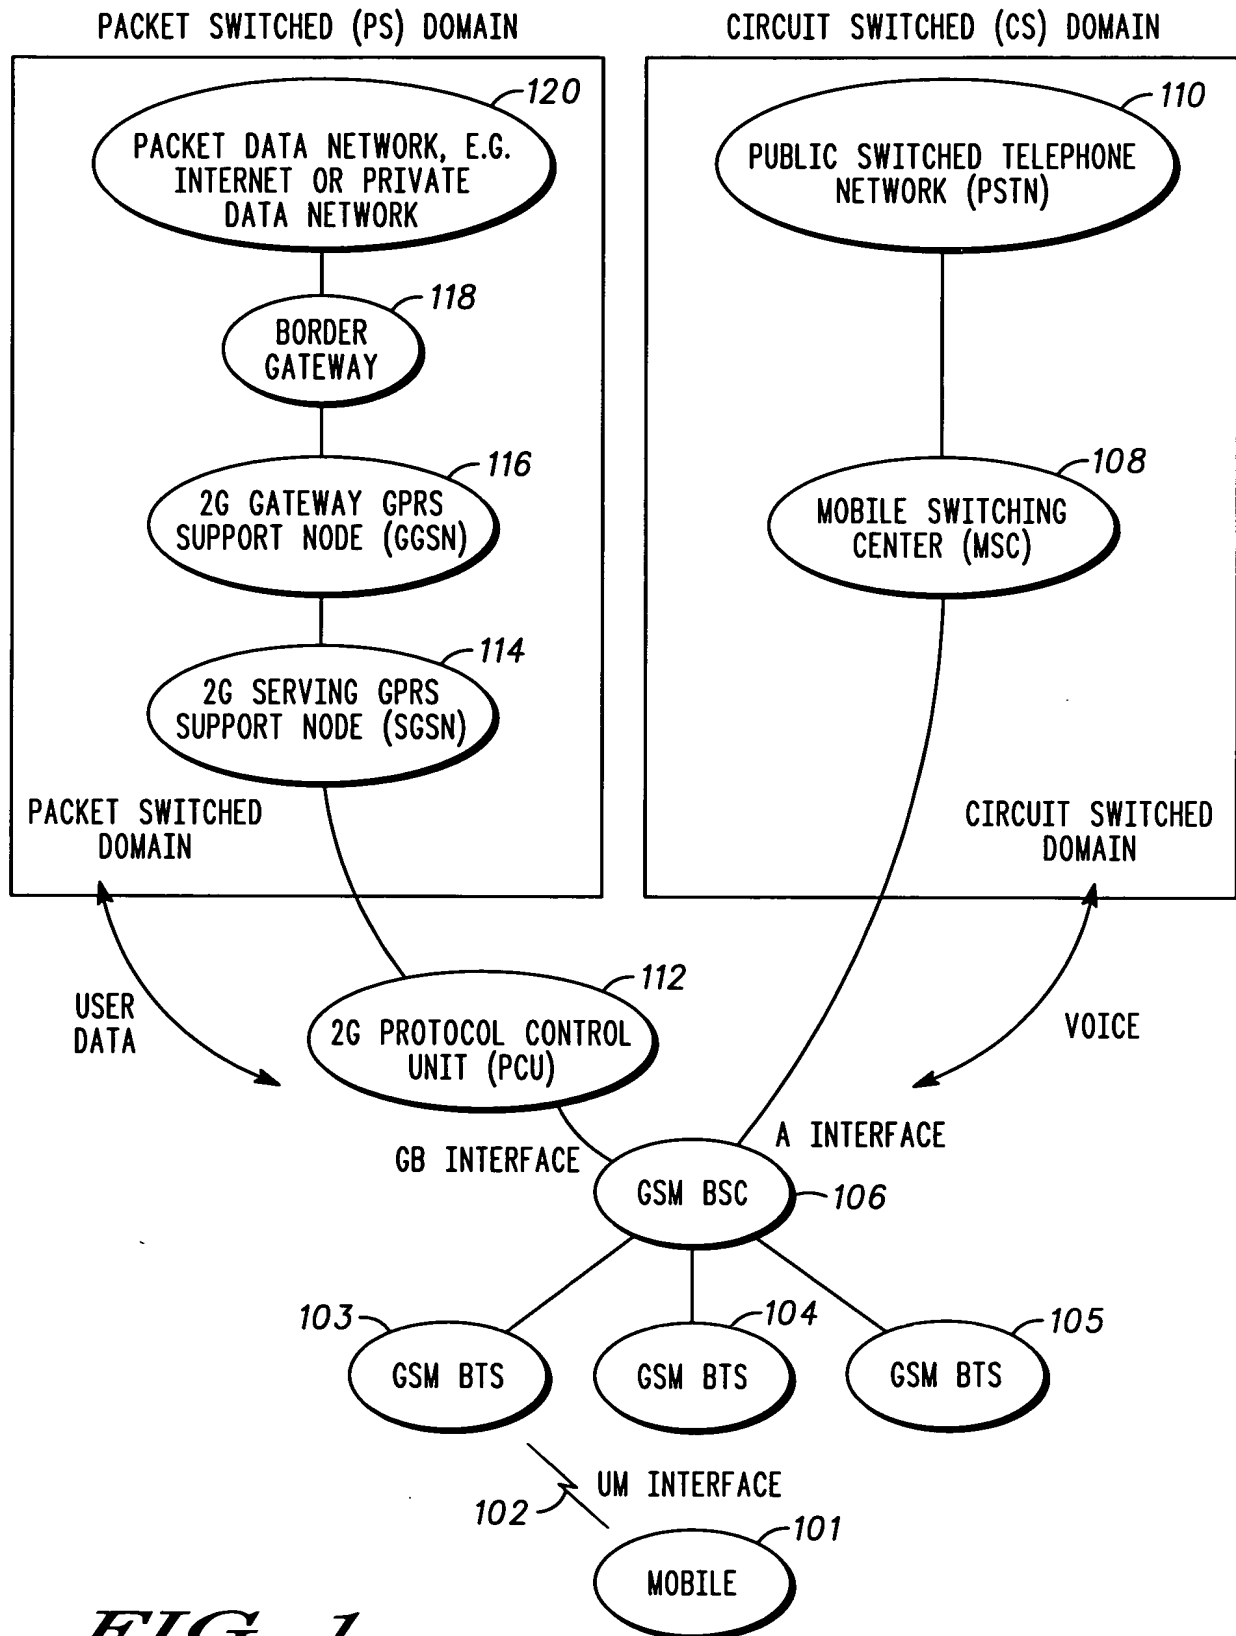 PACKET SWITCHED (PS) DOMAIN
CIRCUIT SWITCHED (CS) DOMAIN
120
PACKET DATA NETWORK, E.G.
INTERNET OR PRIVATE
DATA NETWORK
110
PUBLIC SWITCHED TELEPHONE
NETWORK (PSTN)
118
BORDER
GATEWAY
116
2G GATEWAY GPRS
SUPPORT NODE (GGSN)
108
MOBILE SWITCHING
CENTER (MSC)
114
2G SERVING GPRS
SUPPORT NODE (SGSN)
PACKET SWITCHED
DOMAIN
CIRCUIT SWITCHED
DOMAIN
USER
DATA
112
2G PROTOCOL CONTROL
UNIT (PCU)
VOICE
GB INTERFACE
A INTERFACE
GSM BSC
106
103
GSM BTS
104
GSM BTS
105
GSM BTS
UM INTERFACE
102
101
MOBILE
FIG. 1